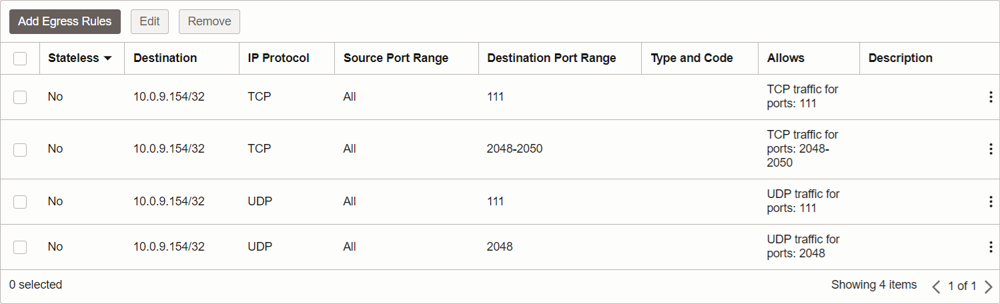 Add Egress Rules Edit Remove
Stateless Destination IP Protocol Source Port Range Destination Port Range Type and Code Allows Description
No 10.0.9.154/32 TCP All 111 TCP traffic for
ports: 111
No 10.0.9.154/32 TCP All 2048-2050 TCP traffic for
ports: 2048-
2050
No 10.0.9.154/32 UDP All 111 UDP traffic for
ports: 111
No 10.0.9.154/32 UDP All 2048 UDP traffic for
ports: 2048
0 selected Showing 4 items 1 of 1